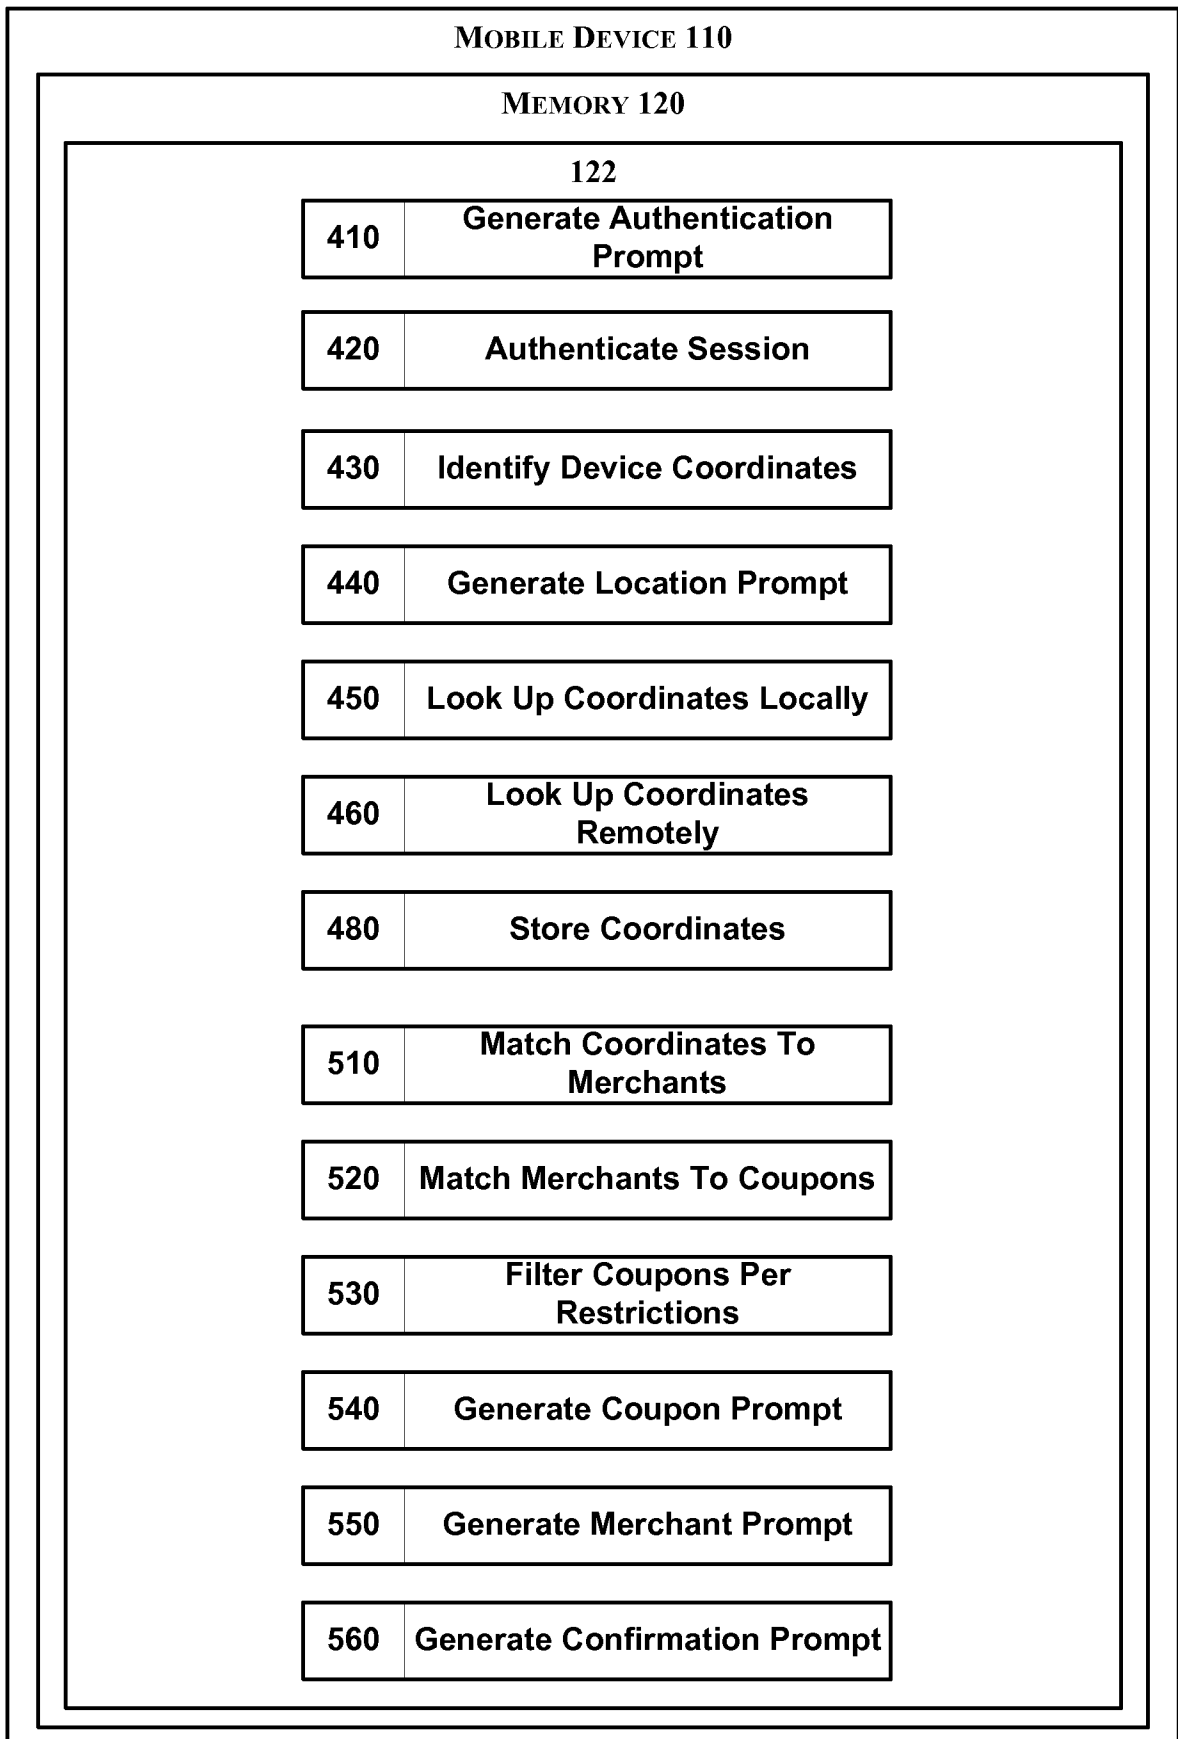 MOBILE DEVICE 110
MEMORY 120
122
410 Generate Authentication
Prompt
420 Authenticate Session
430 Identify Device Coordinates
440 Generate Location Prompt
450 Look Up Coordinates Locally
460 Look Up Coordinates
Remotely
480 Store Coordinates
510 Match Coordinates To
Merchants
520 Match Merchants To Coupons
530 Filter Coupons Per
Restrictions
540 Generate Coupon Prompt
550 Generate Merchant Prompt
560 Generate Confirmation Prompt